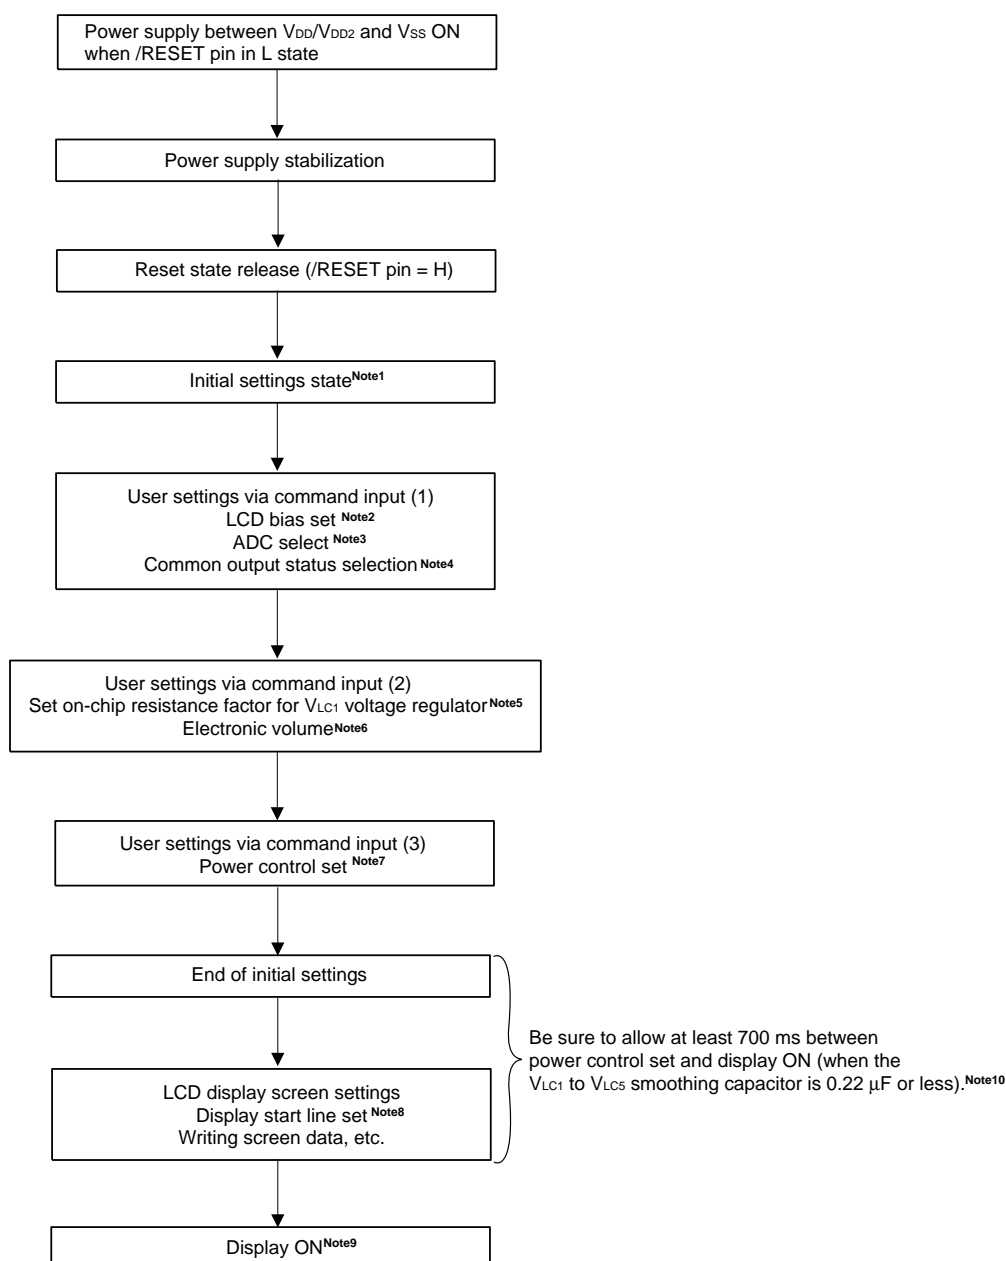 Power supply between VDD/VDD2 and VSS ON
when /RESET pin in L state
Power supply stabilization
Reset state release (/RESET pin = H)
Initial settings stateNote1
User settings via command input (1)
LCD bias set Note2
ADC select Note3
Common output status selection Note4
User settings via command input (2)
Set on-chip resistance factor for VLC1 voltage regulatorNote5
Electronic volumeNote6
User settings via command input (3)
Power control set Note7
End of initial settings
Be sure to allow at least 700 ms between
power control set and display ON (when the
VLC1 to VLC5 smoothing capacitor is 0.22 μF or less).Note10
LCD display screen settings
Display start line set Note8
Writing screen data, etc.
Display ONNote9